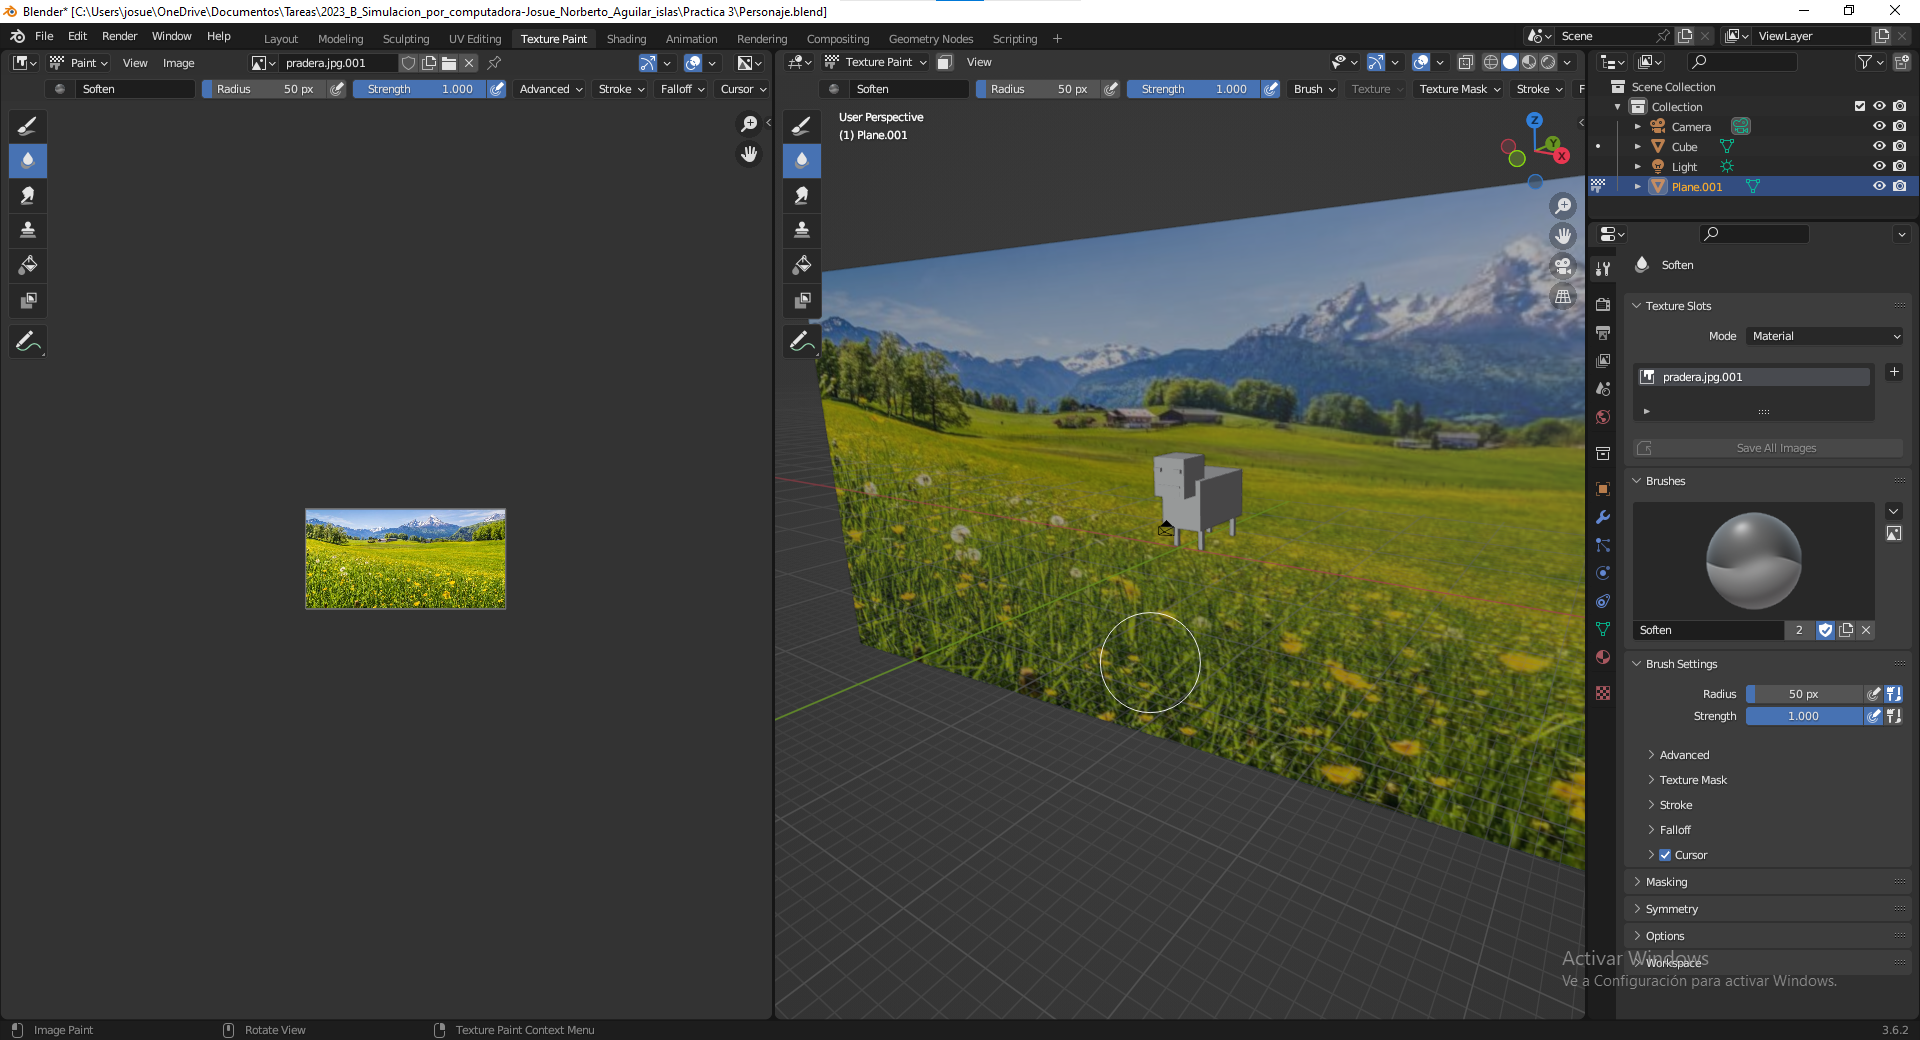 Blender* [C:\Users\josue\OneDrive\Documentos\Tareas\2023_B_Simulacion_por_computadora-Josue_Norberto_Aguilar_islas\Practica 3\Personaje.blend]
File Edit Render Window Help Layout Modeling Sculpting UV Editing Texture Paint Shading Animation Rendering Compositing Geometry Nodes Scripting + Scene ViewLayer
Paint View Image pradera.jpg.001 Texture Paint View
Soften Radius 50 px Strength 1.000 Advanced Stroke Falloff Cursor Soften Radius 50 px Strength 1.000 Brush Texture Texture Mask Stroke F
User Perspective
(1) Plane.001
Z
Y
X
Scene Collection
Collection
Camera
Cube
Light
Plane.001
Soften
Texture Slots
Mode Material
pradera.jpg.001
Save All Images
Brushes
Soften 2
Brush Settings
Radius 50 px
Strength 1.000
Advanced
Texture Mask
Stroke
Falloff
Cursor
Masking
Symmetry
Options
Workspace
Activar Windows
Ve a Configuración para activar Windows.
Image Paint Rotate View Texture Paint Context Menu 3.6.2